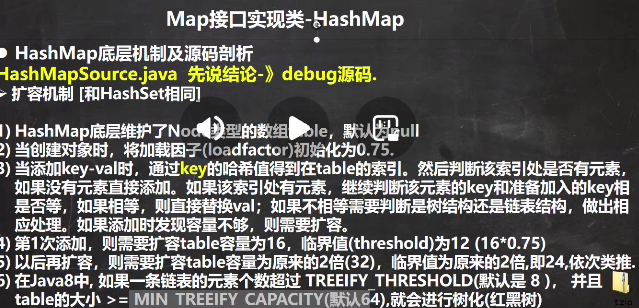 Map接口实现类-HashMap
● HashMap底层机制及源码剖析
HashMapSource.java 先说结论-》debug源码.
➢ 扩容机制 [和HashSet相同]
1) HashMap底层维护了Node类型的数组table，默认为null
2) 当创建对象时，将加载因子(loadfactor)初始化为0.75.
3) 当添加key-val时，通过key的哈希值得到在table的索引。然后判断该索引处是否有元素，
如果没有元素直接添加。如果该索引处有元素，继续判断该元素的key和准备加入的key相
是否等，如果相等，则直接替换val；如果不相等需要判断是树结构还是链表结构，做出相
应处理。如果添加时发现容量不够，则需要扩容。
4) 第1次添加，则需要扩容table容量为16，临界值(threshold)为12 (16*0.75)
5) 以后再扩容，则需要扩容table容量为原来的2倍(32)，临界值为原来的2倍,即24,依次类推.
6) 在Java8中, 如果一条链表的元素个数超过 TREEIFY_THRESHOLD(默认是 8 )，并且
table的大小 >= MIN_TREEIFY_CAPACITY(默认64),就会进行树化(红黑树)